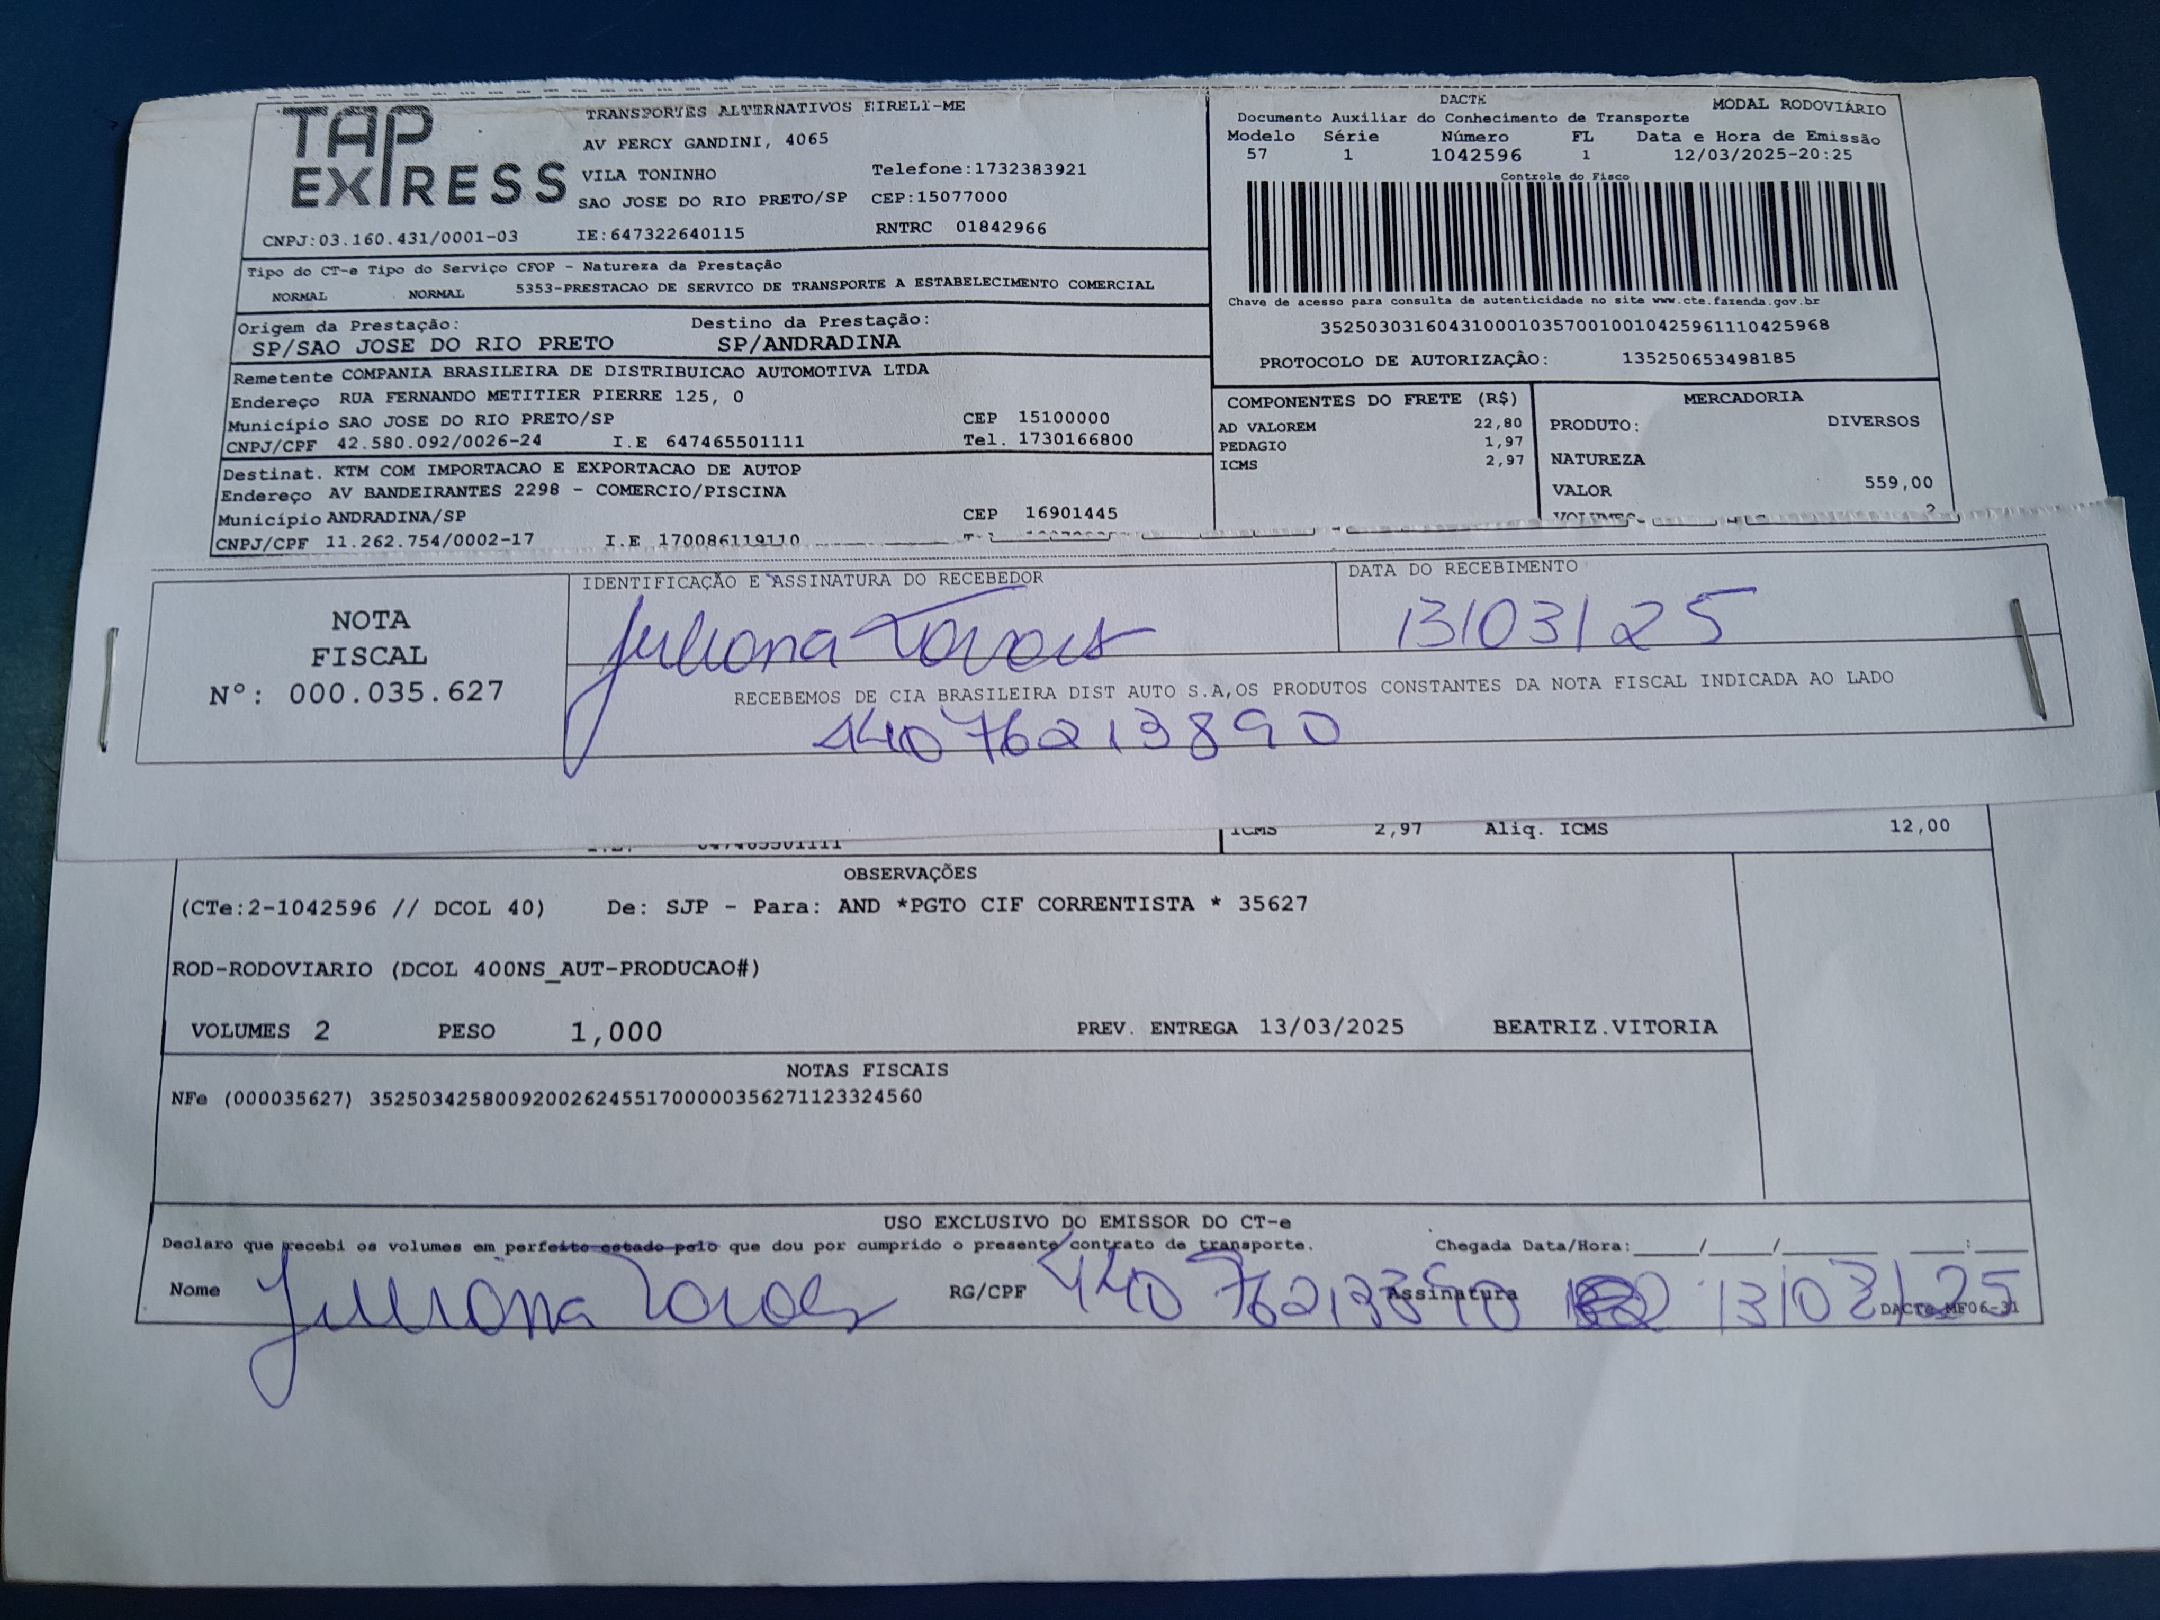 TAP EXPRESS
TRANSPORTES ALTERNATIVOS EIRELI-ME
AV PERCY GANDINI, 4065
VILA TONINHO Telefone:1732383921
SAO JOSE DO RIO PRETO/SP CEP:15077000
CNPJ:03.160.431/0001-03 IE:647322640115 RNTRC 01842966
Tipo do CT-e Tipo do Serviço CFOP - Natureza da Prestação
NORMAL NORMAL 5353-PRESTACAO DE SERVICO DE TRANSPORTE A ESTABELECIMENTO COMERCIAL
Origem da Prestação: Destino da Prestação:
SP/SAO JOSE DO RIO PRETO SP/ANDRADINA
Remetente COMPANIA BRASILEIRA DE DISTRIBUICAO AUTOMOTIVA LTDA
Endereço RUA FERNANDO METITIER PIERRE 125, 0
Município SAO JOSE DO RIO PRETO/SP CEP 15100000
CNPJ/CPF 42.580.092/0026-24 I.E 647465501111 Tel. 1730166800
Destinat. KTM COM IMPORTACAO E EXPORTACAO DE AUTOP
Endereço AV BANDEIRANTES 2298 - COMERCIO/PISCINA
Município ANDRADINA/SP CEP 16901445
CNPJ/CPF 11.262.754/0002-17 I.E 170086119110
DACTE MODAL RODOVIÁRIO
Documento Auxiliar do Conhecimento de Transporte
Modelo Série Número FL Data e Hora de Emissão
57 1 1042596 1 12/03/2025-20:25
Controle do Fisco
Chave de acesso para consulta de autenticidade no site www.cte.fazenda.gov.br
35250303160431000103570010010425961110425968
PROTOCOLO DE AUTORIZAÇÃO: 135250653498185
COMPONENTES DO FRETE (R$)
AD VALOREM 22,80
PEDAGIO 1,97
ICMS 2,97
MERCADORIA
PRODUTO: DIVERSOS
NATUREZA
VALOR 559,00
NOTA
FISCAL
Nº: 000.035.627
IDENTIFICAÇÃO E ASSINATURA DO RECEBEDOR
Juliana
DATA DO RECEBIMENTO
13/03/25
RECEBEMOS DE CIA BRASILEIRA DIST AUTO S.A,OS PRODUTOS CONSTANTES DA NOTA FISCAL INDICADA AO LADO
44076213890
ICMS 2,97 Aliq. ICMS 12,00
OBSERVAÇÕES
(CTe:2-1042596 // DCOL 40) De: SJP - Para: AND *PGTO CIF CORRENTISTA * 35627
ROD-RODOVIARIO (DCOL 400NS_AUT-PRODUCAO#)
VOLUMES 2 PESO 1,000 PREV. ENTREGA 13/03/2025 BEATRIZ.VITORIA
NOTAS FISCAIS
NFe (000035627) 35250342580092002624551700000356271123324560
USO EXCLUSIVO DO EMISSOR DO CT-e
Declaro que recebi os volumes em perfeito estado pelo que dou por cumprido o presente contrato de transporte. Chegada Data/Hora:____/____/______ ___:___
Nome Juliana RG/CPF 44076213890 Assinatura 13/03/25
DACTe MF06-31